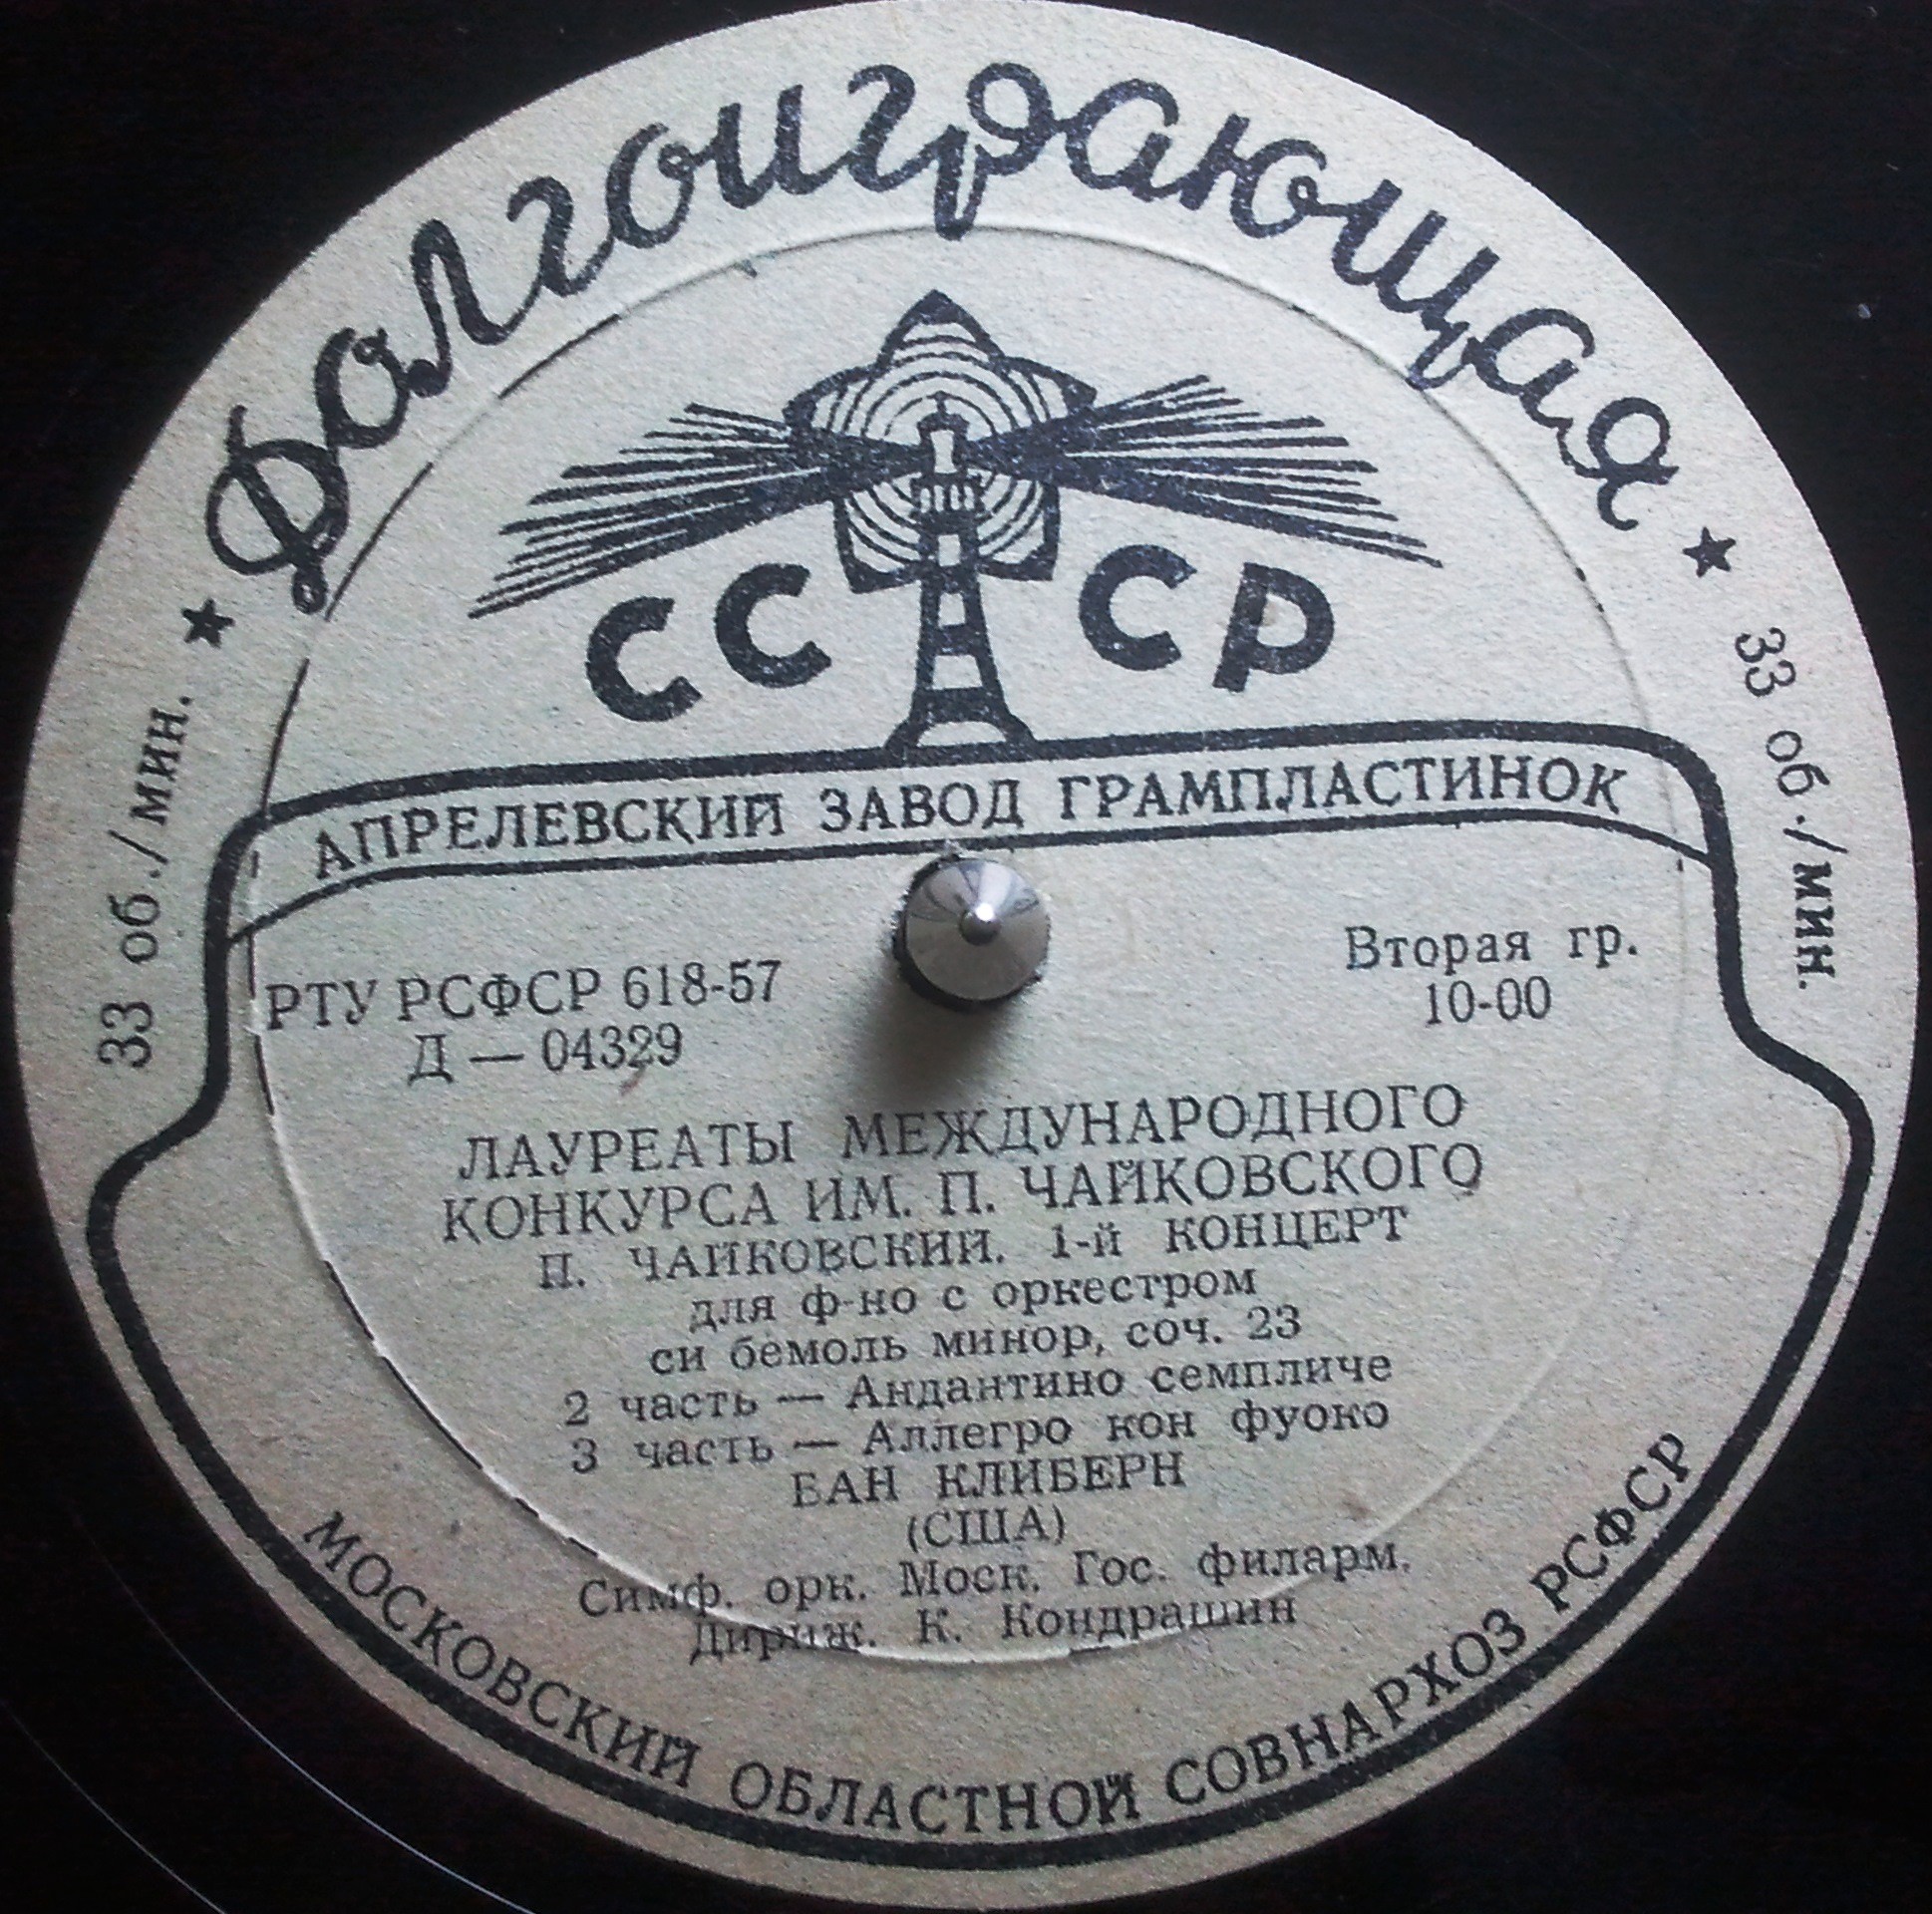 Долгоиграющая
★ 33 об./мин.
★ 33 об./мин.
СССР
АПРЕЛЕВСКИЙ ЗАВОД ГРАМПЛАСТИНОК
РТУ РСФСР 618-57
Д — 04329
Вторая гр.
10-00
ЛАУРЕАТЫ МЕЖДУНАРОДНОГО
КОНКУРСА ИМ. П. ЧАЙКОВСКОГО
П. ЧАЙКОВСКИЙ. 1-й КОНЦЕРТ
для ф-но с оркестром
си бемоль минор, соч. 23
2 часть — Андантино семпличе
3 часть — Аллегро кон фуоко
ВАН КЛИБЕРН
(США)
Симф. орк. Моск. Гос. филарм.
Дириж. К. Кондрашин
МОСКОВСКИЙ ОБЛАСТНОЙ СОВНАРХОЗ РСФСР